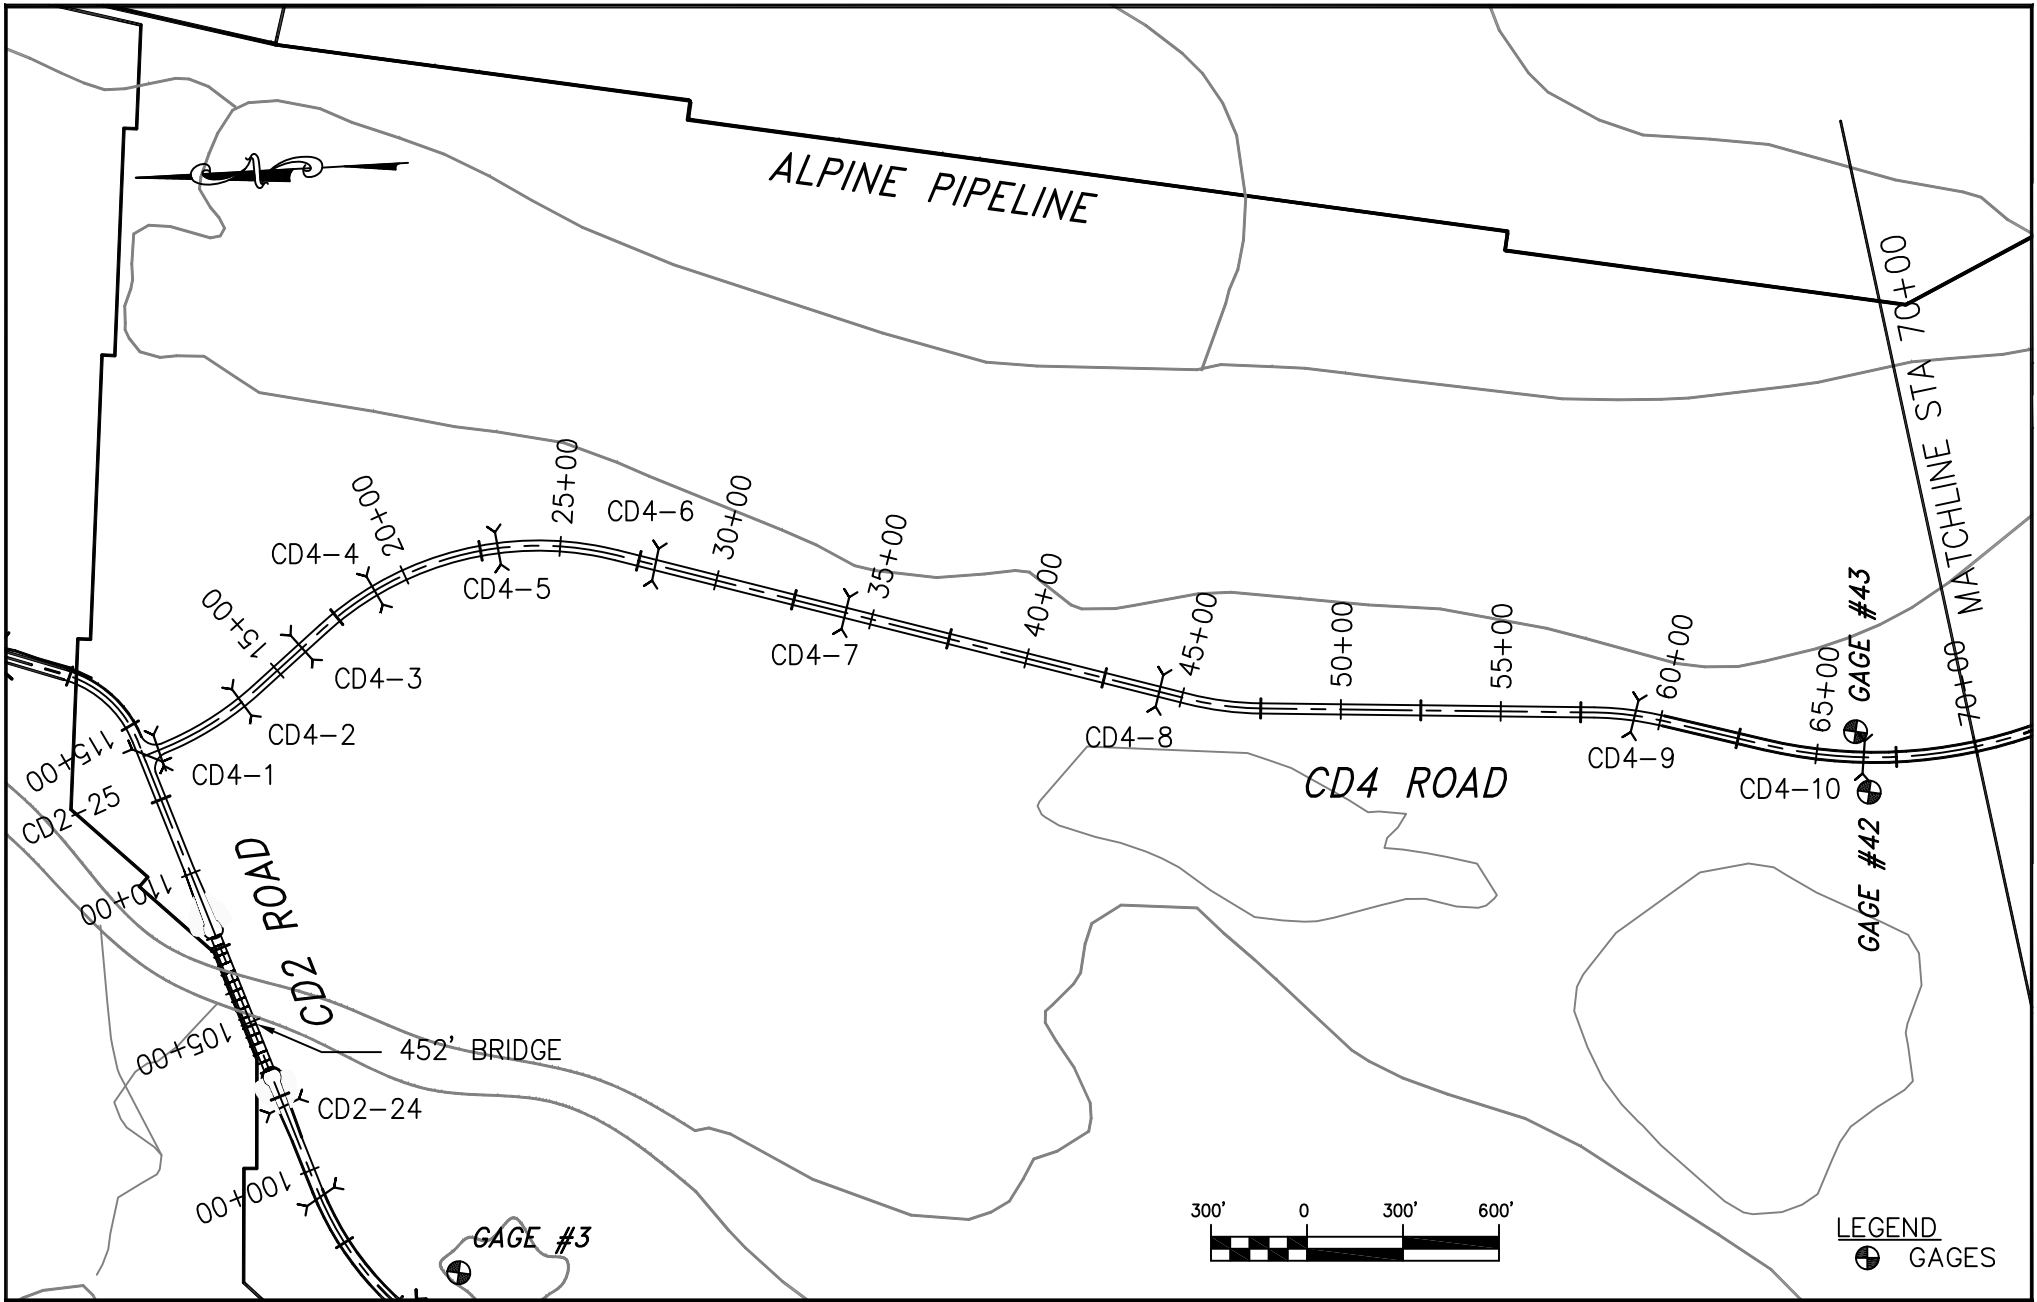 N
ALPINE PIPELINE
MATCHLINE STA 70+00
25+00
CD4-6
20+00
30+00
CD4-4
35+00
CD4-5
40+00
15+00
45+00
CD4-7
50+00
55+00
60+00
CD4-3
65+00
GAGE #43
70+00
CD4-2
CD4-8
CD4-9
115+00
CD4-1
CD4 ROAD
CD4-10
CD2-25
GAGE #42
110+00
CD2 ROAD
105+00
452' BRIDGE
CD2-24
100+00
GAGE #3
300' 0 300' 600'
LEGEND
GAGES